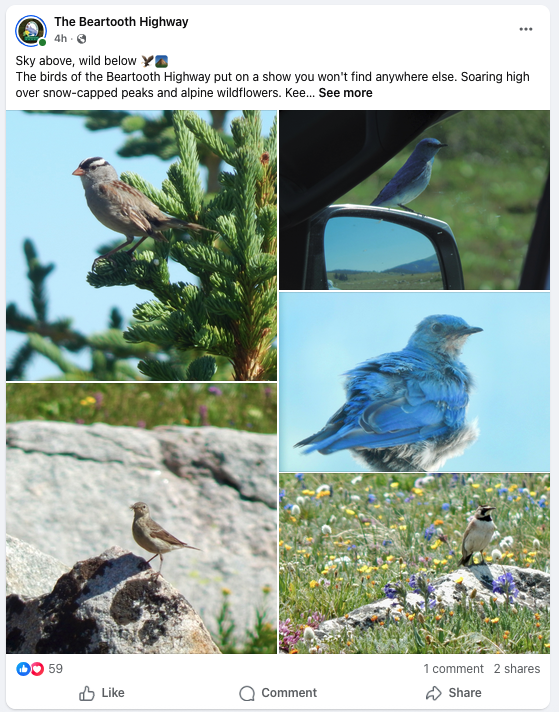 The Beartooth Highway
4h ·
Sky above, wild below 🦅🏞️
The birds of the Beartooth Highway put on a show you won't find anywhere else. Soaring high
over snow-capped peaks and alpine wildflowers. Kee... See more
59
1 comment 2 shares
Like Comment Share